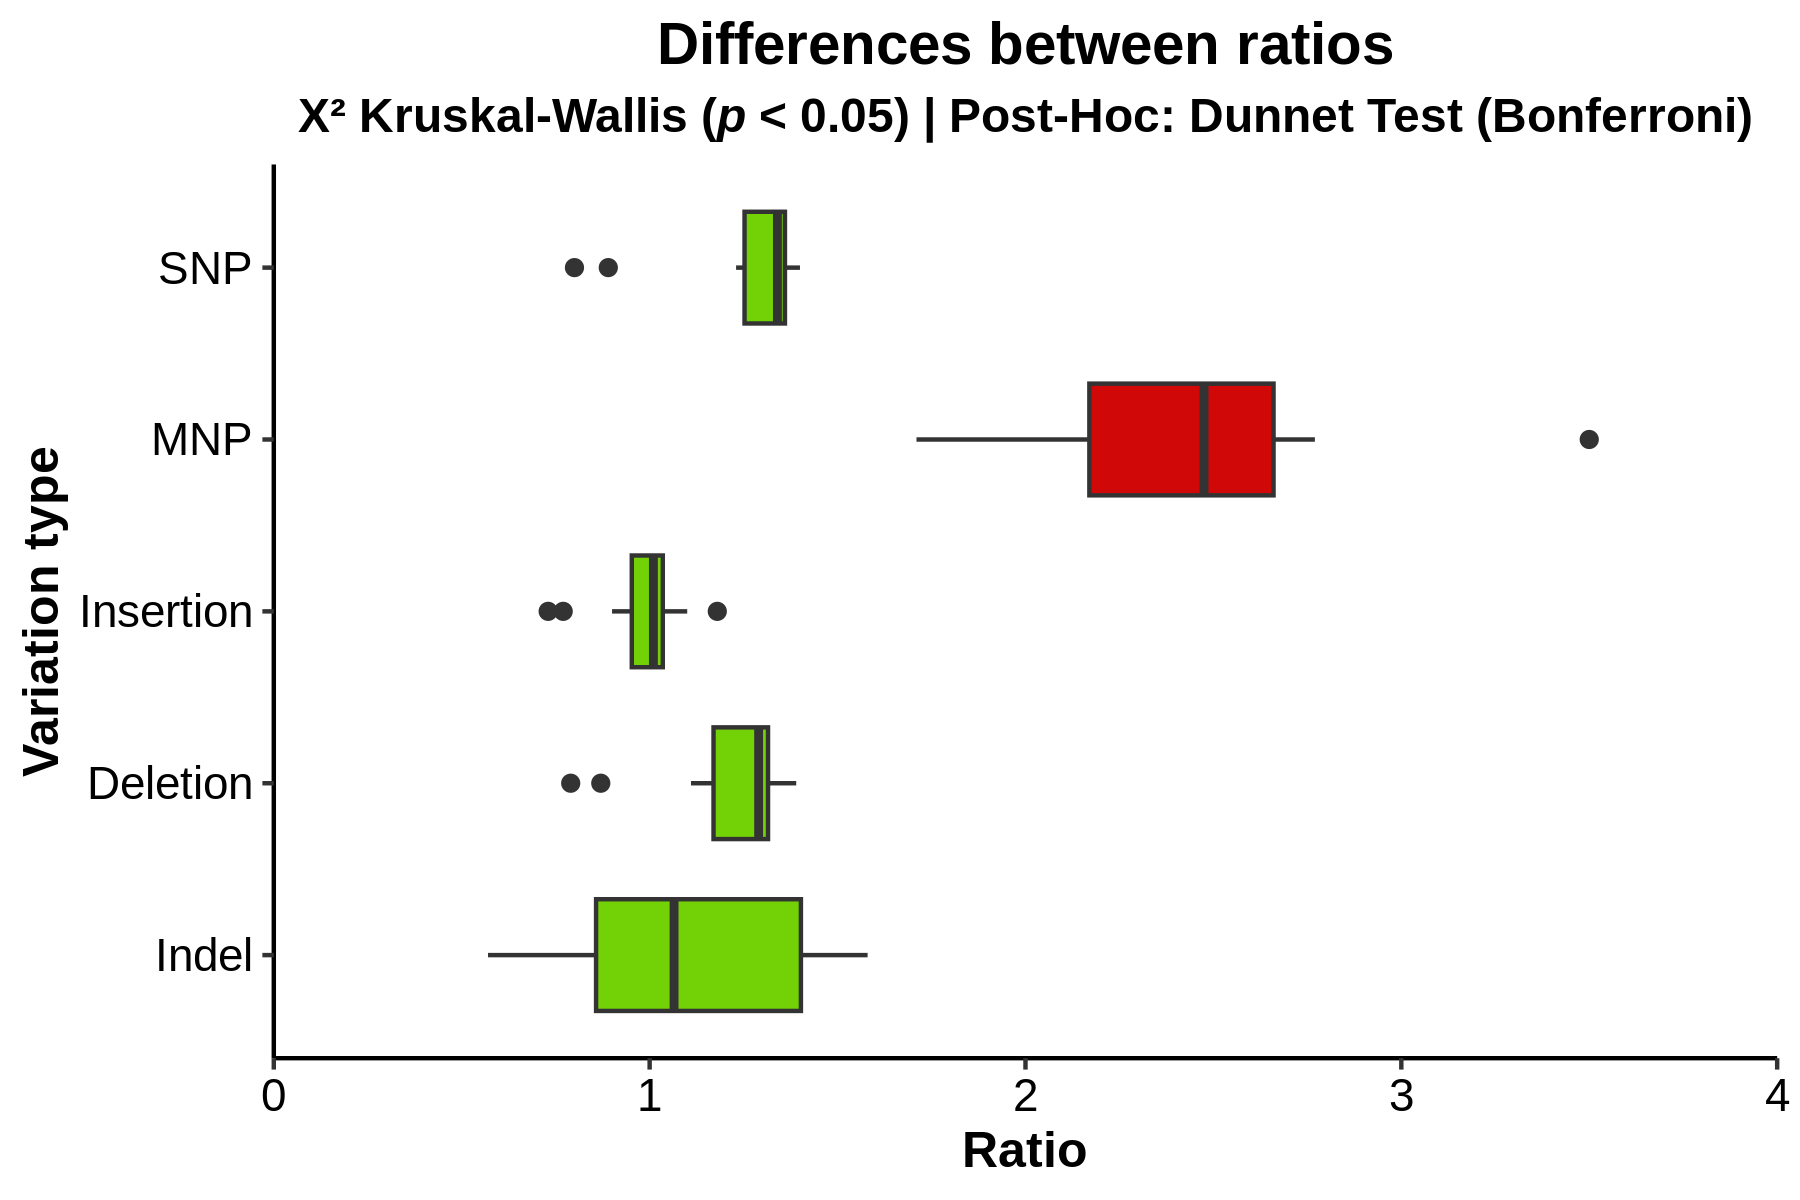 Differences between ratios
X² Kruskal-Wallis (p < 0.05) | Post-Hoc: Dunnet Test (Bonferroni)
Variation type
SNP
MNP
Insertion
Deletion
Indel
0 1 2 3 4
Ratio